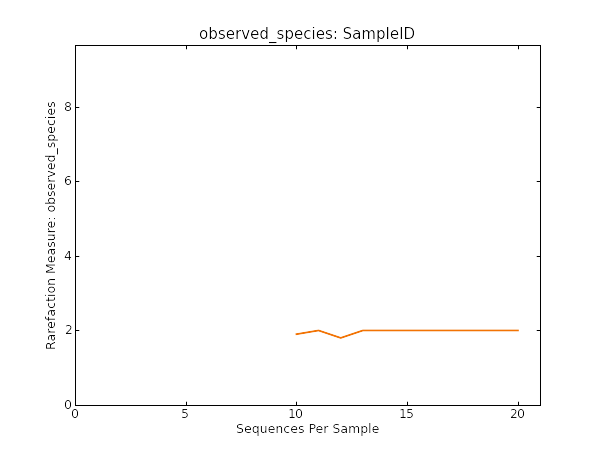 observed_species: SampleID
Rarefaction Measure: observed_species
8
6
4
2
0
0 5 10 15 20
Sequences Per Sample